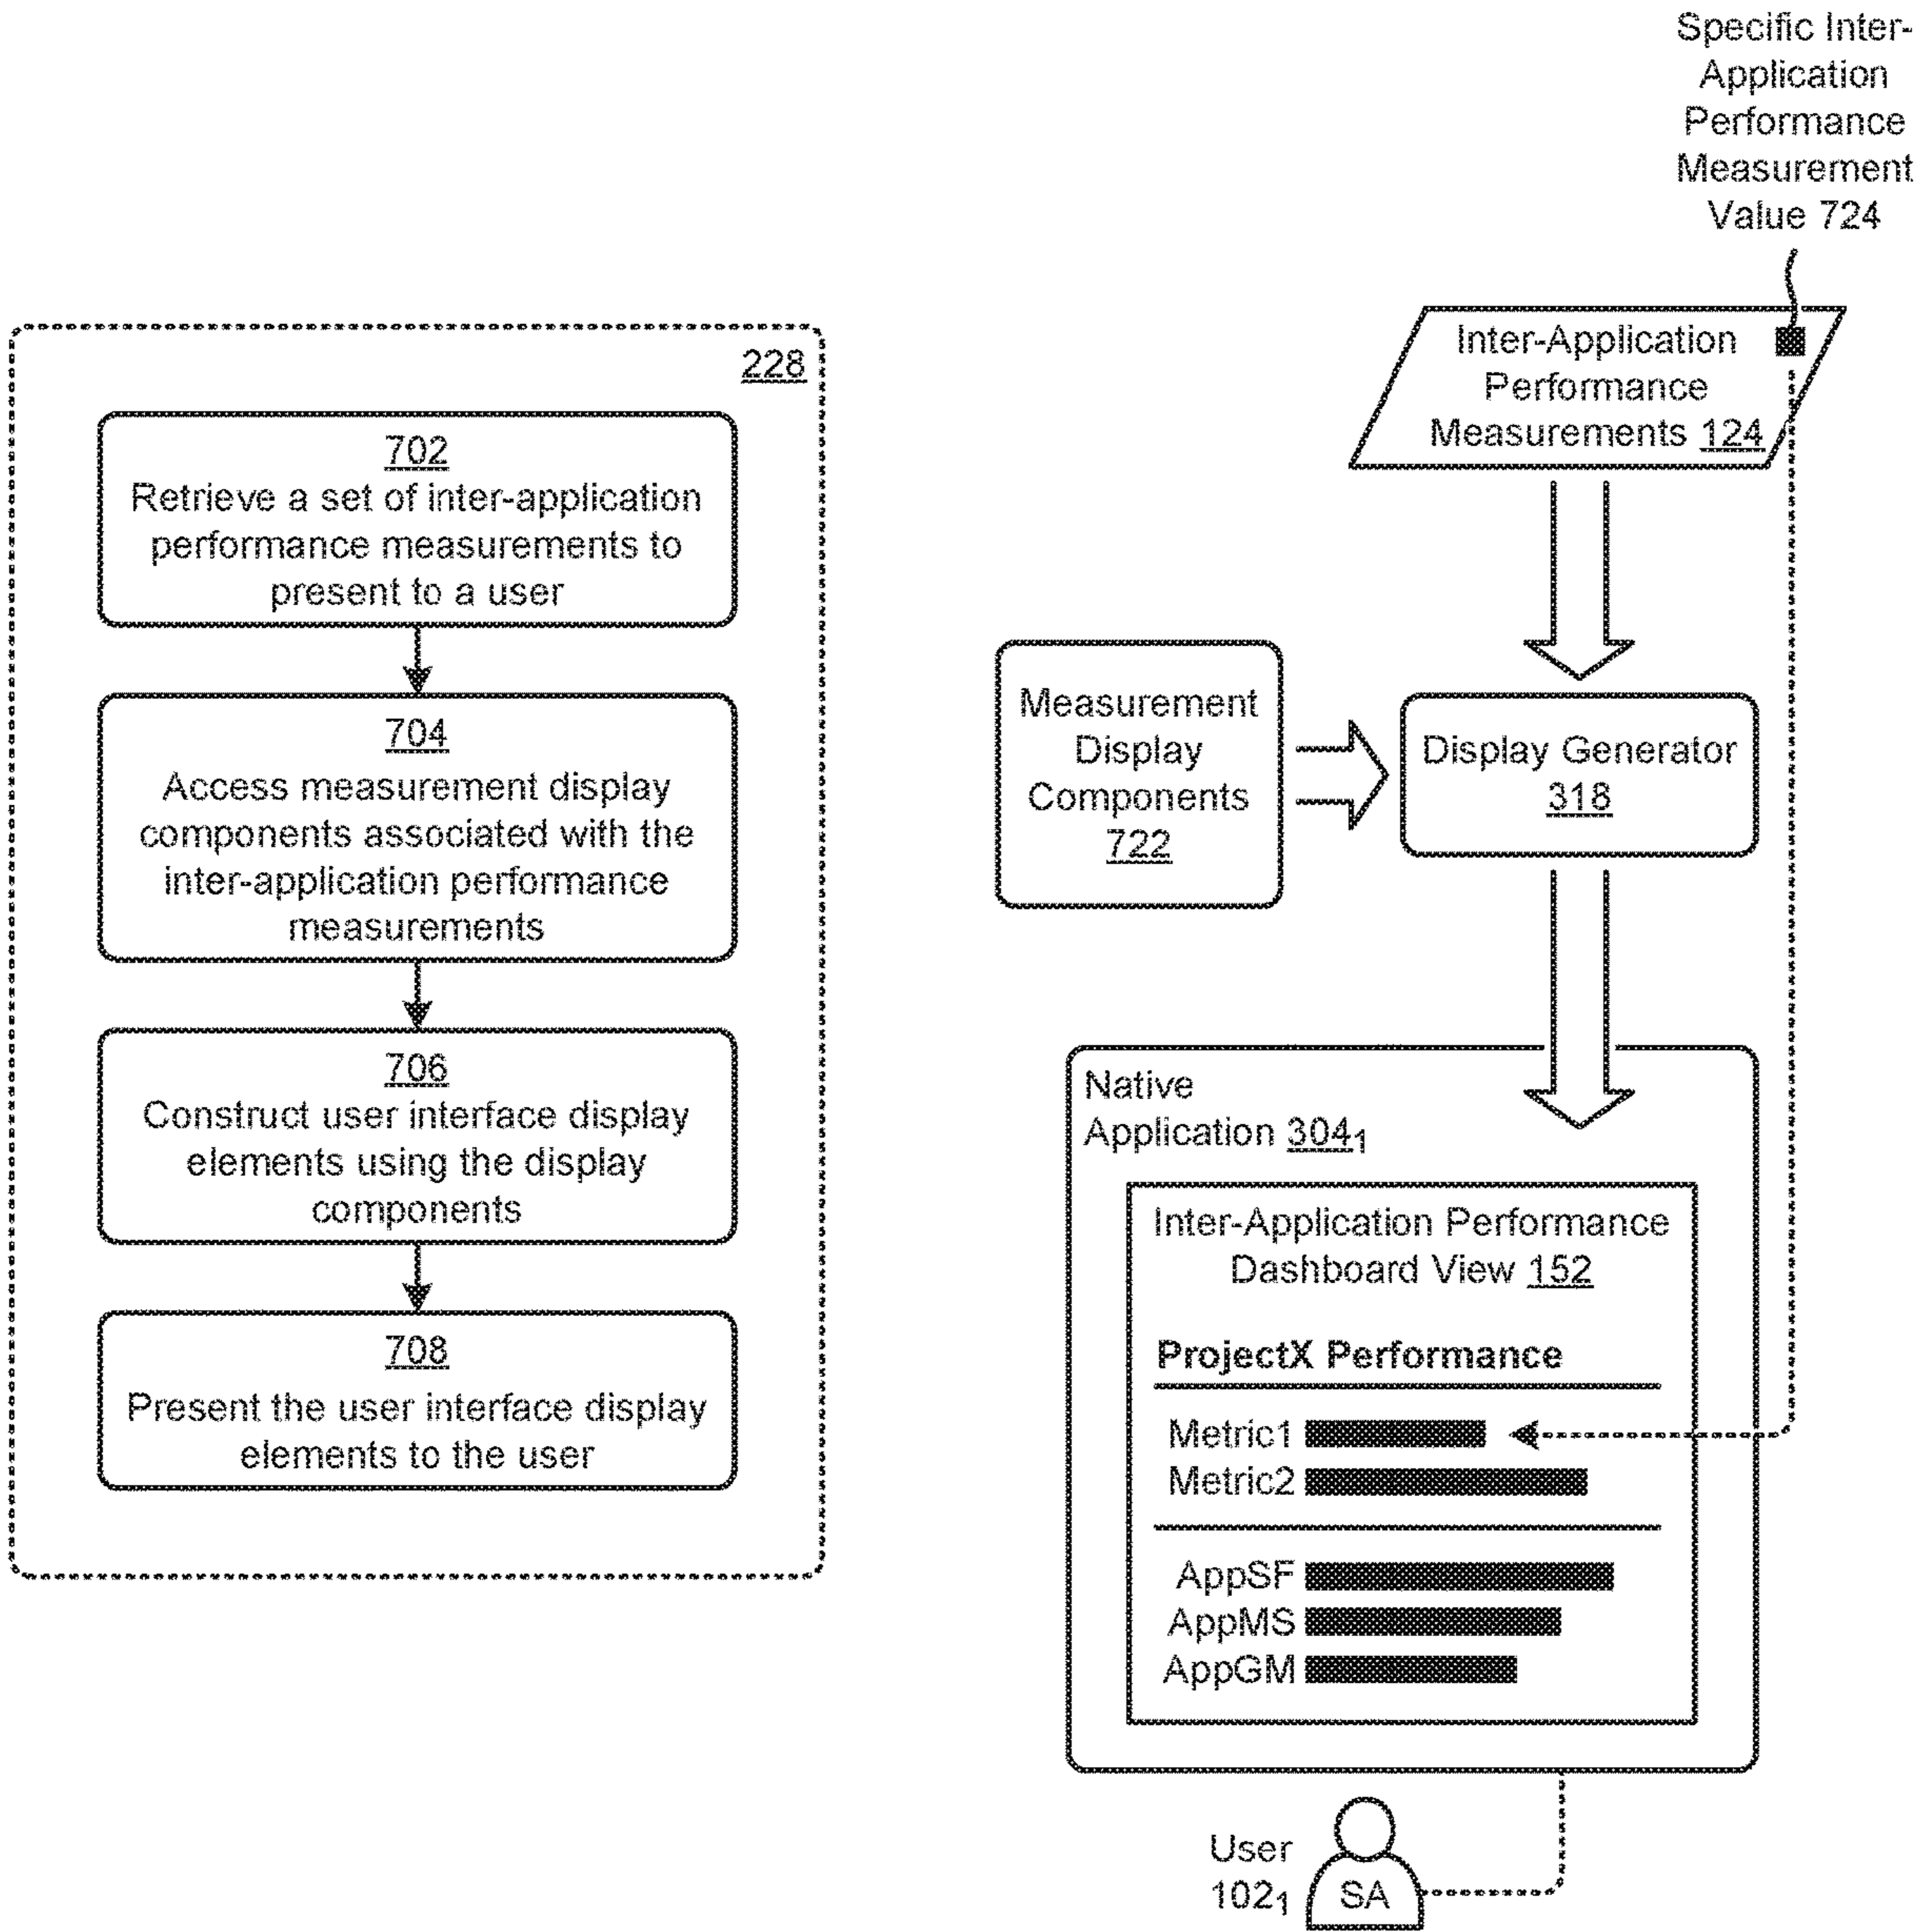 228
702
Retrieve a set of inter-application
performance measurements to
present to a user
704
Access measurement display
components associated with the
inter-application performance
measurements
706
Construct user interface display
elements using the display
components
708
Present the user interface display
elements to the user
Specific Inter-
Application
Performance
Measurement
Value 724
Inter-Application
Performance
Measurements 124
Measurement
Display
Components
722
Display Generator
318
Native
Application 304₁
Inter-Application Performance
Dashboard View 152
ProjectX Performance
Metric1
Metric2
AppSF
AppMS
AppGM
User
102₁
SA